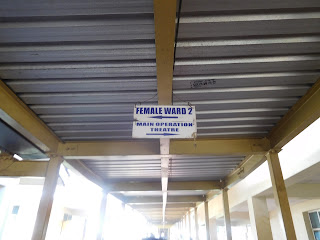 FEMALE WARD 2
MAIN OPERATION
THEATRE